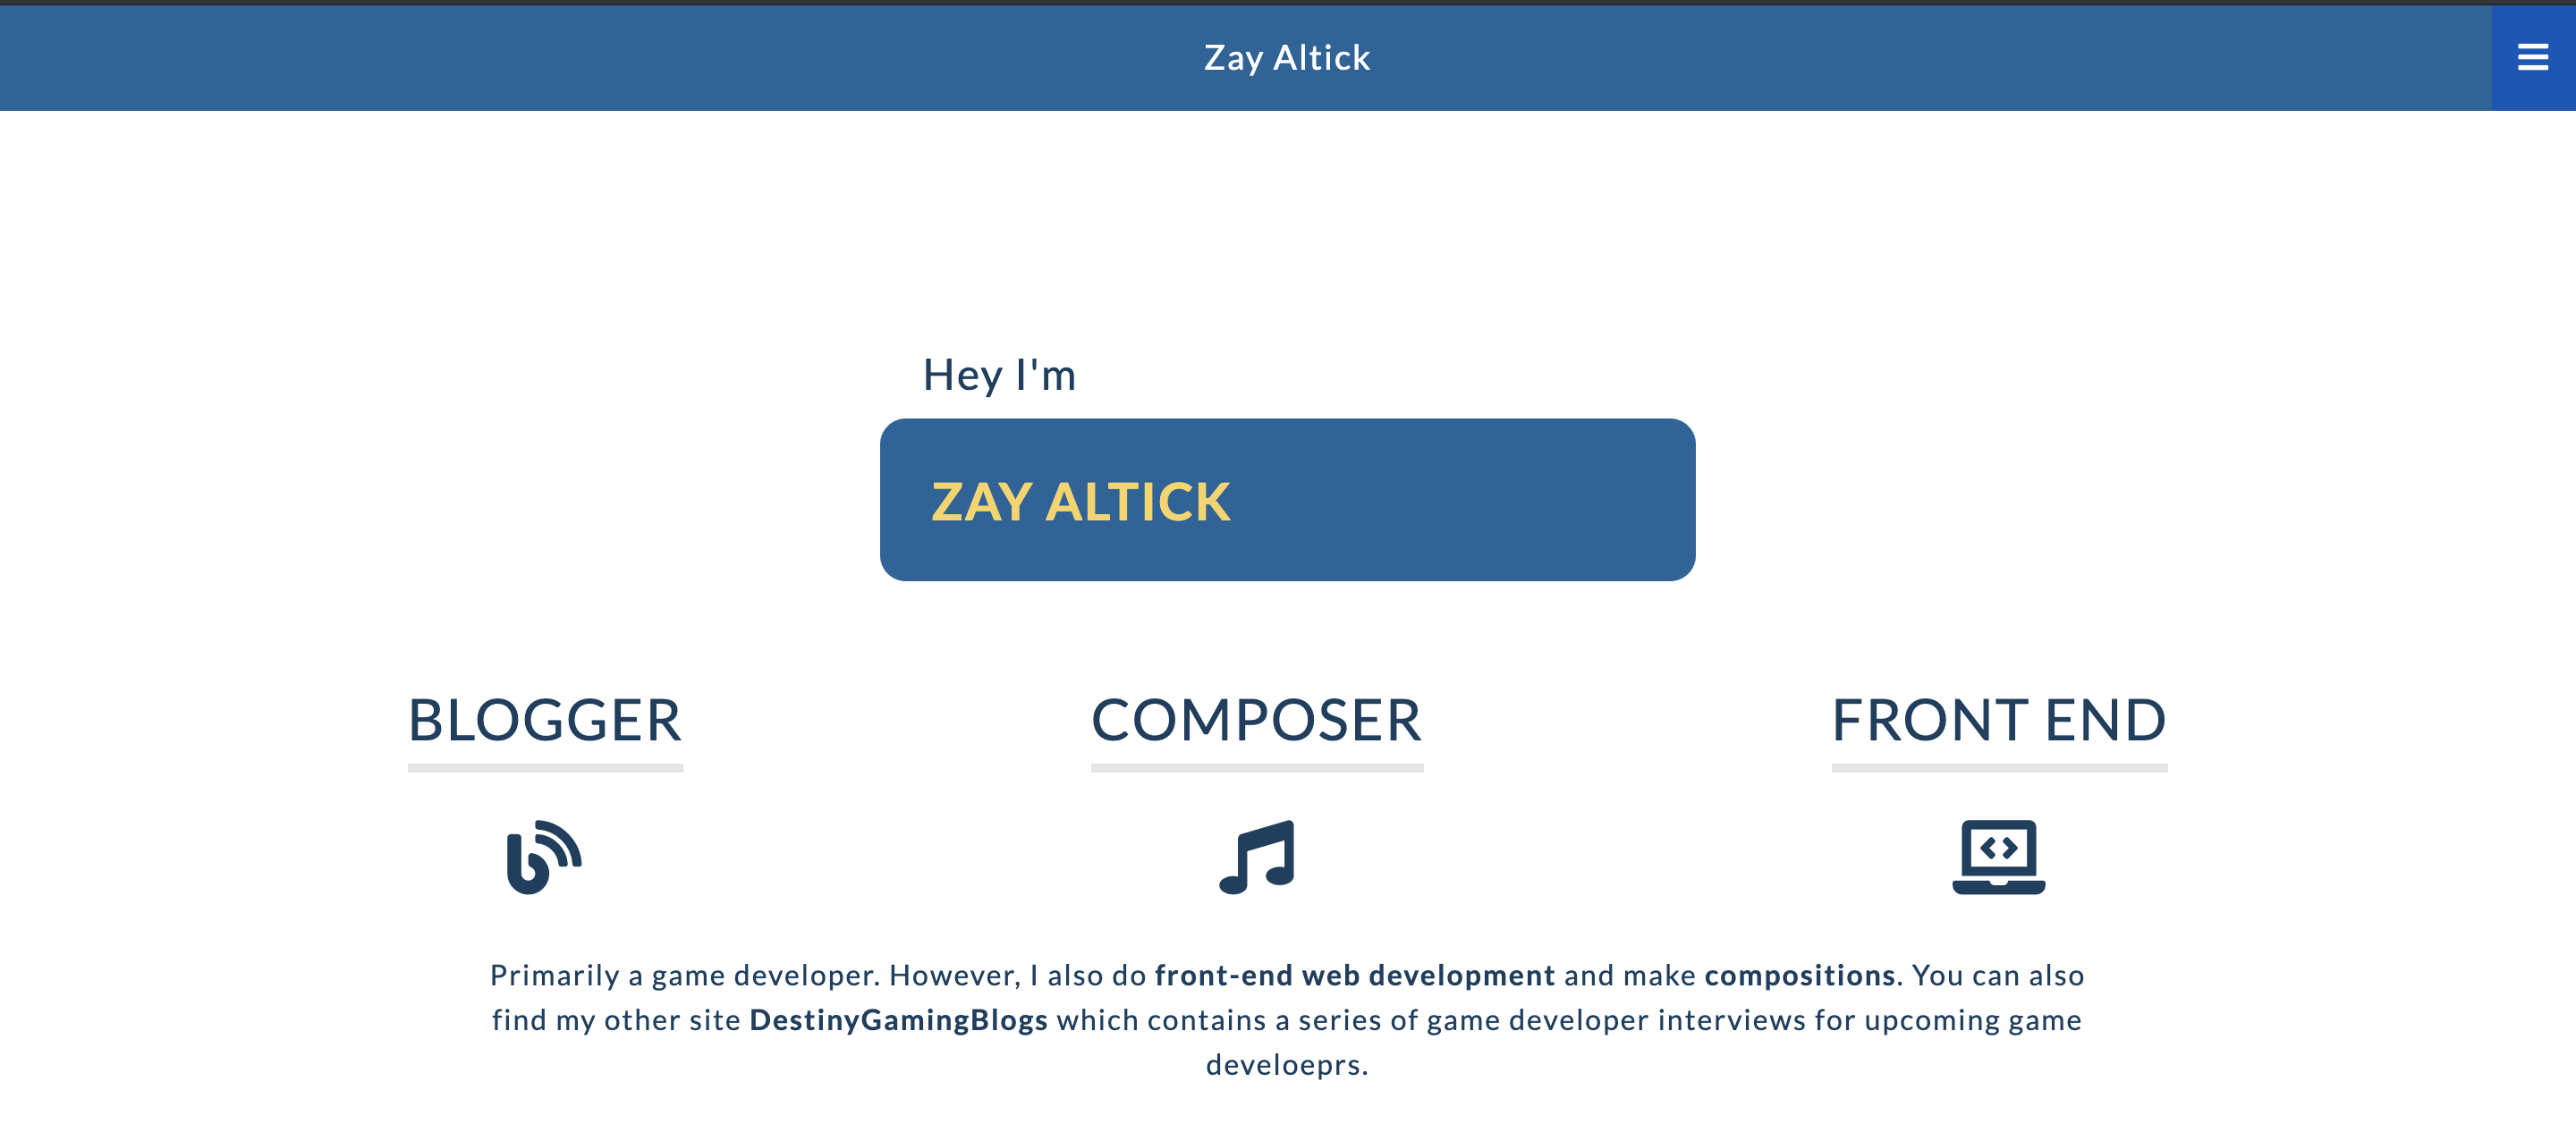 Zay Altick
Hey I'm
ZAY ALTICK
BLOGGER
COMPOSER
FRONT END
Primarily a game developer. However, I also do front-end web development and make compositions. You can also
find my other site DestinyGamingBlogs which contains a series of game developer interviews for upcoming game
develoeprs.